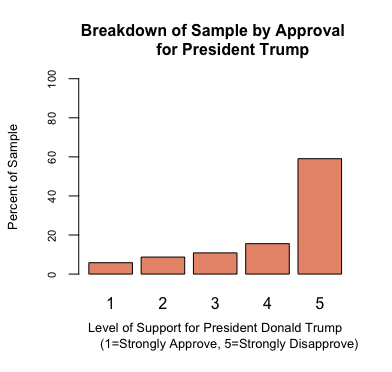 Breakdown of Sample by Approval
for President Trump
Percent of Sample
100
80
60
40
20
0
1 2 3 4 5
Level of Support for President Donald Trump
(1=Strongly Approve, 5=Strongly Disapprove)